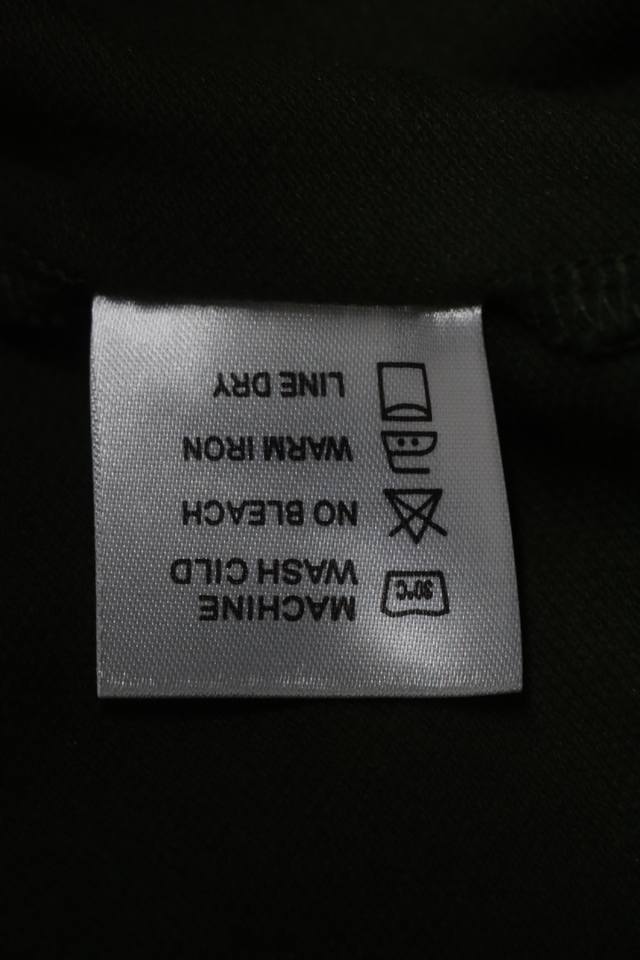 30°C
MACHINE
WASH CILD
NO BLEACH
WARM IRON
LINE DRY